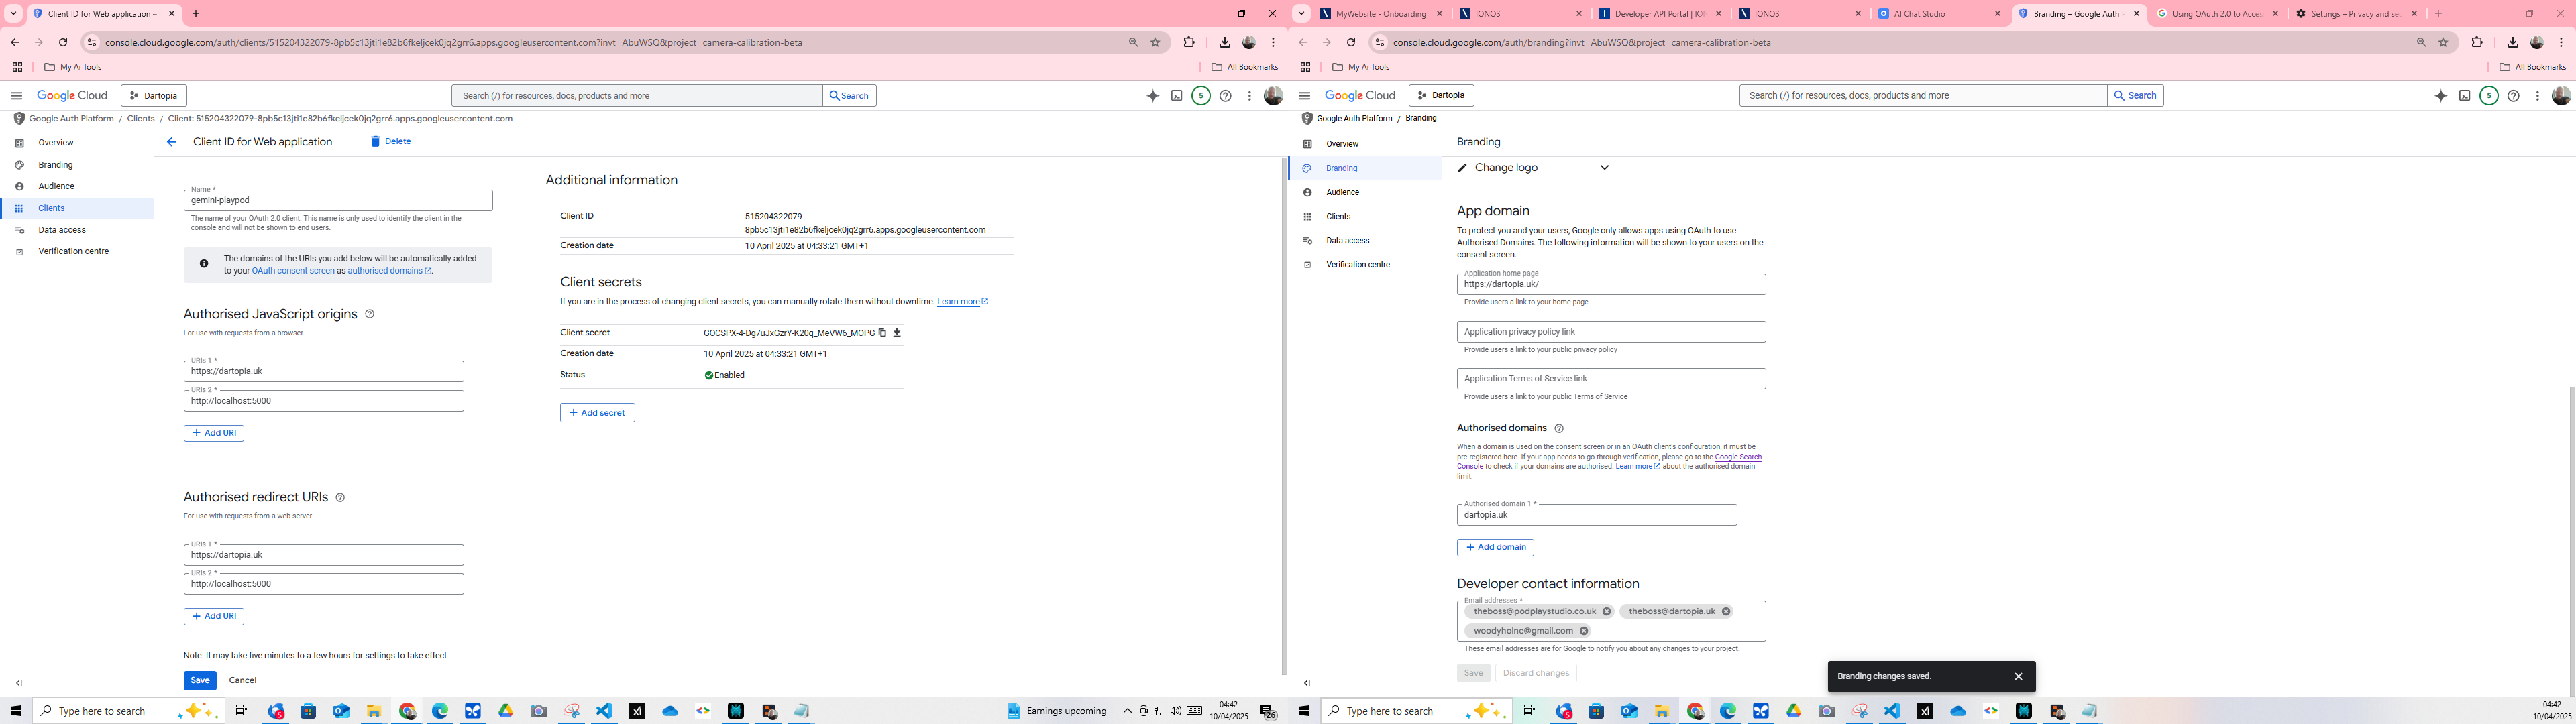 Client ID for Web application –
console.cloud.google.com/auth/clients/515204322079-8pb5c13jti1e82b6fkeljcek0jq2grr6.apps.googleusercontent.com?invt=AbuWSQ&project=camera-calibration-beta
My Ai Tools
All Bookmarks
Google Cloud
Dartopia
Search (/) for resources, docs, products and more
Search
5
Google Auth Platform / Clients / Client: 515204322079-8pb5c13jti1e82b6fkeljcek0jq2grr6.apps.googleusercontent.com
Overview
Branding
Audience
Clients
Data access
Verification centre
Client ID for Web application
Delete
Name *
gemini-playpod
The name of your OAuth 2.0 client. This name is only used to identify the client in the
console and will not be shown to end users.
The domains of the URIs you add below will be automatically added
to your OAuth consent screen as authorised domains.
Authorised JavaScript origins
For use with requests from a browser
URIs 1 *
https://dartopia.uk
URIs 2 *
http://localhost:5000
+ Add URI
Authorised redirect URIs
For use with requests from a web server
URIs 1 *
https://dartopia.uk
URIs 2 *
http://localhost:5000
+ Add URI
Note: It may take five minutes to a few hours for settings to take effect
Save
Cancel
Additional information
Client ID
515204322079-
8pb5c13jti1e82b6fkeljcek0jq2grr6.apps.googleusercontent.com
Creation date
10 April 2025 at 04:33:21 GMT+1
Client secrets
If you are in the process of changing client secrets, you can manually rotate them without downtime. Learn more
Client secret
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
Creation date
10 April 2025 at 04:33:21 GMT+1
Status
Enabled
+ Add secret
Type here to search
Earnings upcoming
04:42
10/04/2025
26
MyWebsite - Onboarding
IONOS
Developer API Portal | ION
IONOS
AI Chat Studio
Branding – Google Auth P
Using OAuth 2.0 to Acces
Settings – Privacy and sec
console.cloud.google.com/auth/branding?invt=AbuWSQ&project=camera-calibration-beta
My Ai Tools
All Bookmarks
Google Cloud
Dartopia
Search (/) for resources, docs, products and more
Search
5
Google Auth Platform / Branding
Overview
Branding
Audience
Clients
Data access
Verification centre
Branding
Change logo
App domain
To protect you and your users, Google only allows apps using OAuth to use
Authorised Domains. The following information will be shown to your users on the
consent screen.
Application home page
https://dartopia.uk/
Provide users a link to your home page
Application privacy policy link
Provide users a link to your public privacy policy
Application Terms of Service link
Provide users a link to your public Terms of Service
Authorised domains
When a domain is used on the consent screen or in an OAuth client's configuration, it must be
pre-registered here. If your app needs to go through verification, please go to the Google Search
Console to check if your domains are authorised. Learn more about the authorised domain
limit.
Authorised domain 1 *
dartopia.uk
+ Add domain
Developer contact information
Email addresses *
theboss@podplaystudio.co.uk
theboss@dartopia.uk
woodyholne@gmail.com
These email addresses are for Google to notify you about any changes to your project.
Save
Discard changes
Branding changes saved.
Type here to search
04:42
10/04/2025